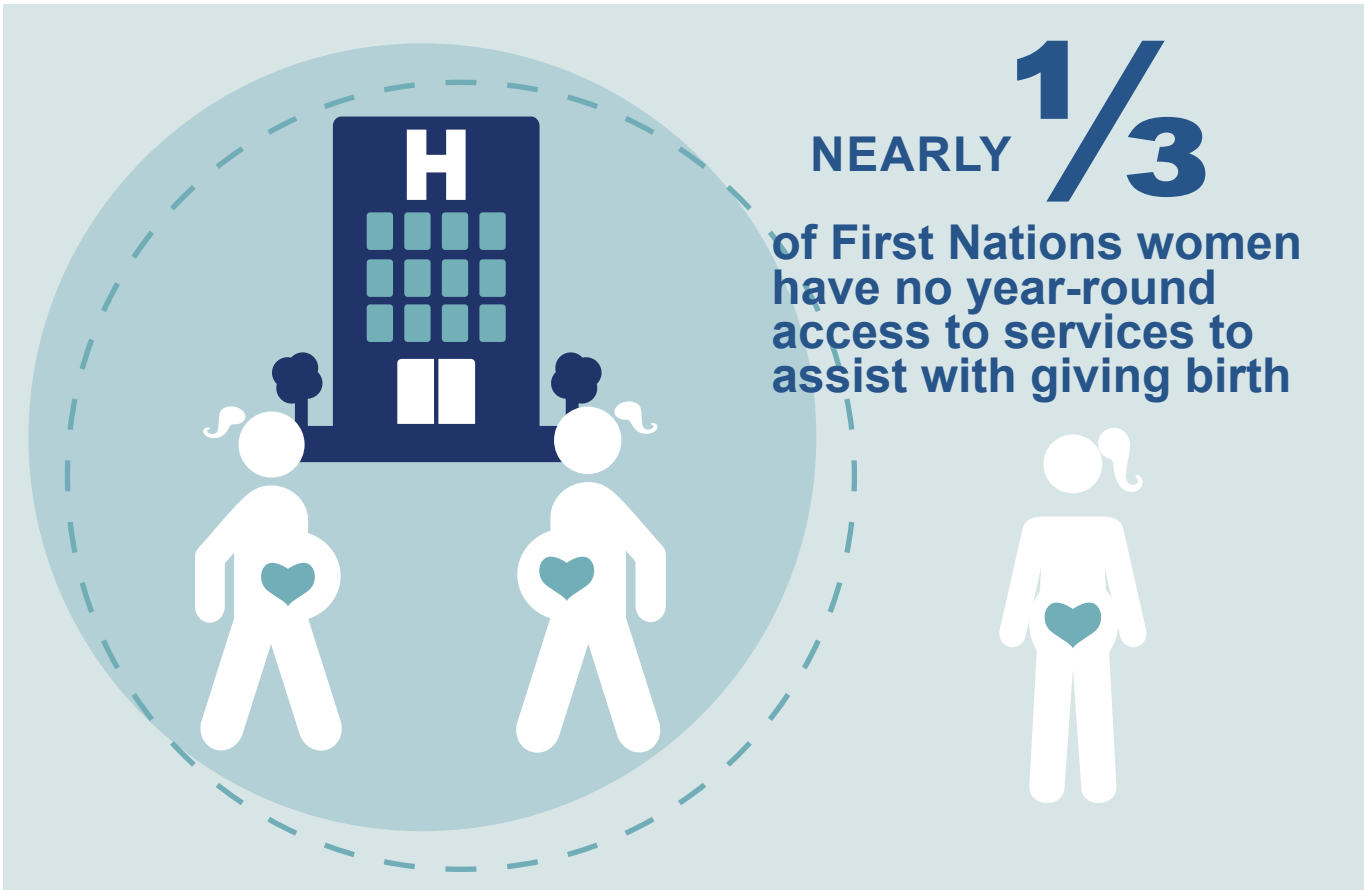 H
NEARLY 1/3
of First Nations women
have no year-round
access to services to
assist with giving birth